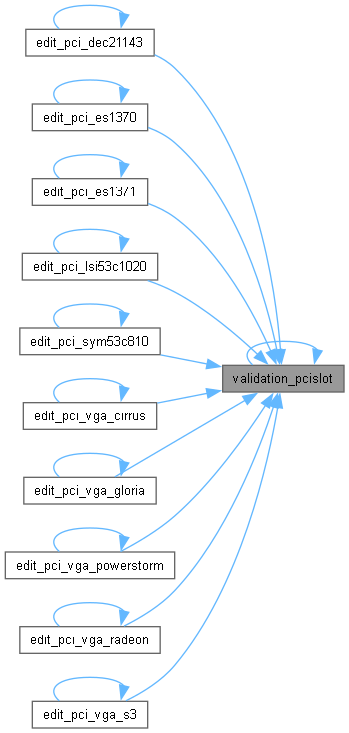 edit_pci_dec21143
edit_pci_es1370
edit_pci_es1371
edit_pci_lsi53c1020
edit_pci_sym53c810
validation_pcislot
edit_pci_vga_cirrus
edit_pci_vga_gloria
edit_pci_vga_powerstorm
edit_pci_vga_radeon
edit_pci_vga_s3